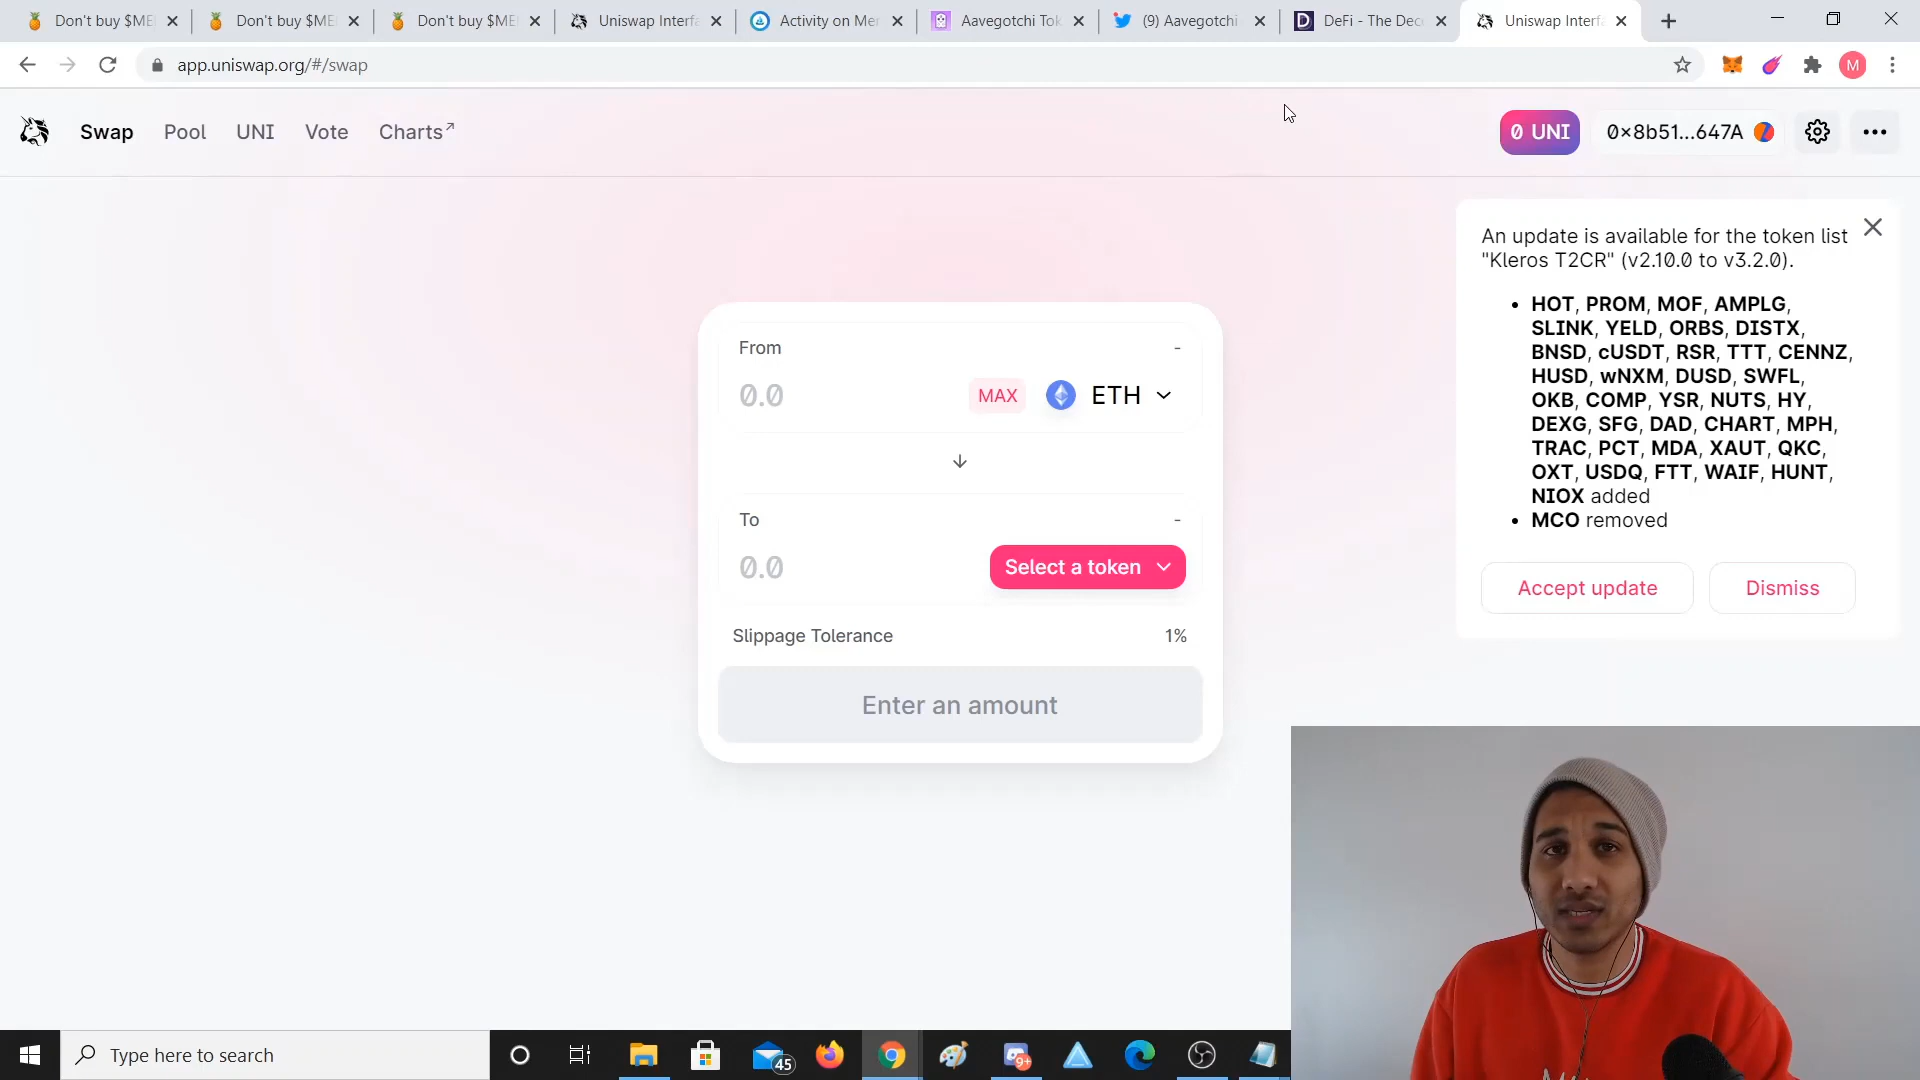 Don't buy $ME
Don't buy $ME
Don't buy $ME
Uniswap Interfa
Activity on Me
Aavegotchi Tok
(9) Aavegotchi
DeFi - The Dec
Uniswap Interfa
app.uniswap.org/#/swap
M
Swap
Pool
UNI
Vote
Charts↗
0 UNI
0x8b51...647A
An update is available for the token list
"Kleros T2CR" (v2.10.0 to v3.2.0).
• HOT, PROM, MOF, AMPLG,
SLINK, YELD, ORBS, DISTX,
BNSD, cUSDT, RSR, TTT, CENNZ,
HUSD, wNXM, DUSD, SWFL,
OKB, COMP, YSR, NUTS, HY,
DEXG, SFG, DAD, CHART, MPH,
TRAC, PCT, MDA, XAUT, QKC,
OXT, USDQ, FTT, WAIF, HUNT,
NIOX added
• MCO removed
Accept update
Dismiss
From
-
0.0
MAX
ETH
To
-
0.0
Select a token
Slippage Tolerance
1%
Enter an amount
Type here to search
45
9+